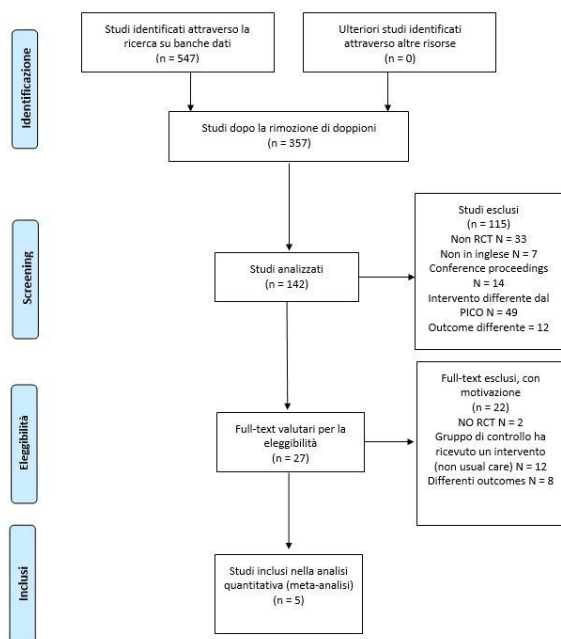 Identificazione
Studi identificati attraverso la
ricerca su banche dati
(n = 547)
Ulteriori studi identificati
attraverso altre risorse
(n = 0)
Studi dopo la rimozione di doppioni
(n = 357)
Screening
Studi analizzati
(n = 142)
Studi esclusi
(n = 115)
Non RCT N = 33
Non in inglese N = 7
Conference proceedings
N = 14
Intervento differente dal
PICO N = 49
Outcome differente = 12
Eleggibilità
Full-text valutari per la
eleggibilità
(n = 27)
Full-text esclusi, con
motivazione
(n = 22)
NO RCT N = 2
Gruppo di controllo ha
ricevuto un intervento
(non usual care) N = 12
Differenti outcomes N = 8
Inclusi
Studi inclusi nella analisi
quantitativa (meta-analisi)
(n = 5)